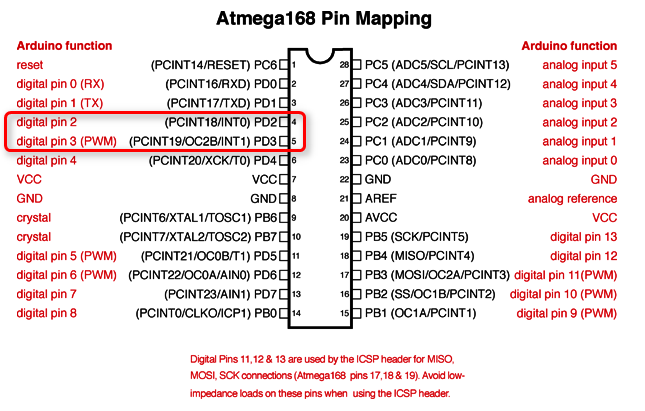 Atmega168 Pin Mapping
Arduino function Arduino function
reset (PCINT14/RESET) PC6 1 28 PC5 (ADC5/SCL/PCINT13) analog input 5
digital pin 0 (RX) (PCINT16/RXD) PD0 2 27 PC4 (ADC4/SDA/PCINT12) analog input 4
digital pin 1 (TX) (PCINT17/TXD) PD1 3 26 PC3 (ADC3/PCINT11) analog input 3
digital pin 2 (PCINT18/INT0) PD2 4 25 PC2 (ADC2/PCINT10) analog input 2
digital pin 3 (PWM) (PCINT19/OC2B/INT1) PD3 5 24 PC1 (ADC1/PCINT9) analog input 1
digital pin 4 (PCINT20/XCK/T0) PD4 6 23 PC0 (ADC0/PCINT8) analog input 0
VCC VCC 7 22 GND GND
GND GND 8 21 AREF analog reference
crystal (PCINT6/XTAL1/TOSC1) PB6 9 20 AVCC VCC
crystal (PCINT7/XTAL2/TOSC2) PB7 10 19 PB5 (SCK/PCINT5) digital pin 13
digital pin 5 (PWM) (PCINT21/OC0B/T1) PD5 11 18 PB4 (MISO/PCINT4) digital pin 12
digital pin 6 (PWM) (PCINT22/OC0A/AIN0) PD6 12 17 PB3 (MOSI/OC2A/PCINT3) digital pin 11(PWM)
digital pin 7 (PCINT23/AIN1) PD7 13 16 PB2 (SS/OC1B/PCINT2) digital pin 10 (PWM)
digital pin 8 (PCINT0/CLKO/ICP1) PB0 14 15 PB1 (OC1A/PCINT1) digital pin 9 (PWM)
Digital Pins 11,12 & 13 are used by the ICSP header for MISO,
MOSI, SCK connections (Atmega168 pins 17,18 & 19). Avoid low-
impedance loads on these pins when using the ICSP header.